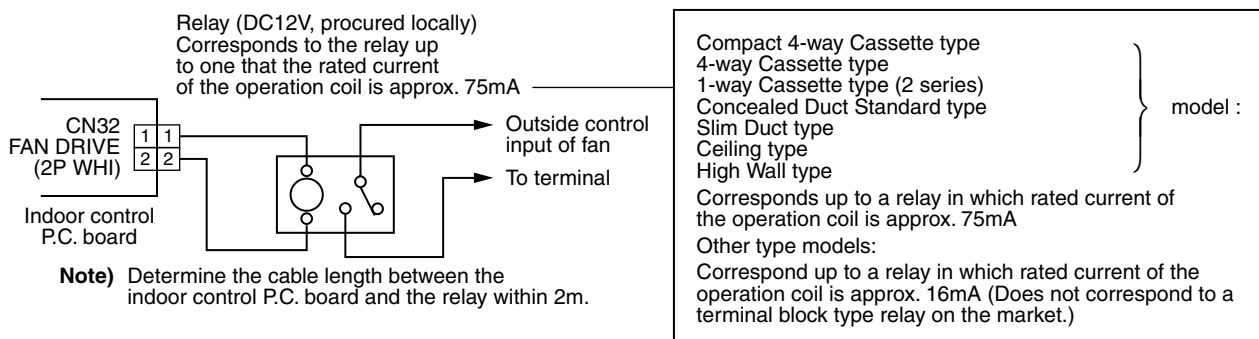 Relay (DC12V, procured locally)
Corresponds to the relay up
to one that the rated current
of the operation coil is approx. 75mA
CN32
FAN DRIVE
(2P WHI)
1 1
2 2
Outside control
input of fan
To terminal
Indoor control
P.C. board
Note) Determine the cable length between the
indoor control P.C. board and the relay within 2m.
Compact 4-way Cassette type
4-way Cassette type
1-way Cassette type (2 series)
Concealed Duct Standard type
Slim Duct type
Ceiling type
High Wall type
model :
Corresponds up to a relay in which rated current of
the operation coil is approx. 75mA
Other type models:
Correspond up to a relay in which rated current of the
operation coil is approx. 16mA (Does not correspond to a
terminal block type relay on the market.)